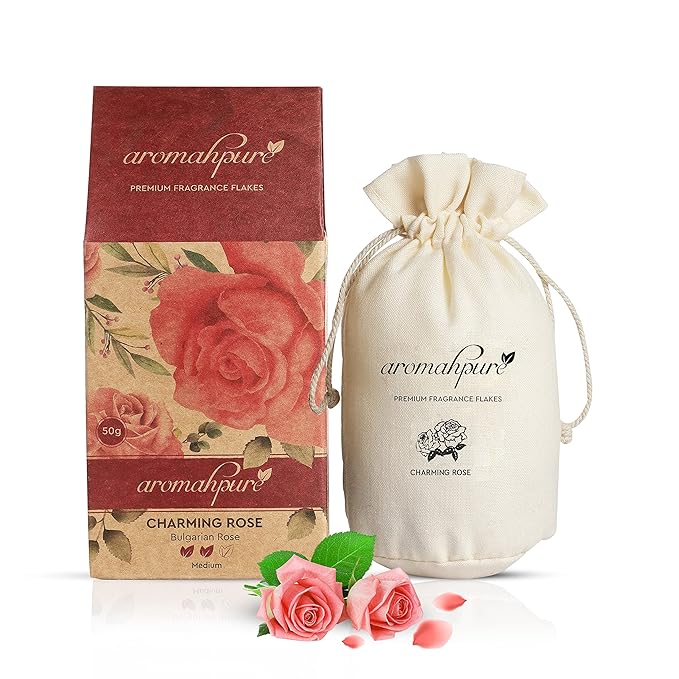 aromahpure
PREMIUM FRAGRANCE FLAKES
50g
aromahpure
CHARMING ROSE
Bulgarian Rose
Medium
aromahpure
PREMIUM FRAGRANCE FLAKES
CHARMING ROSE